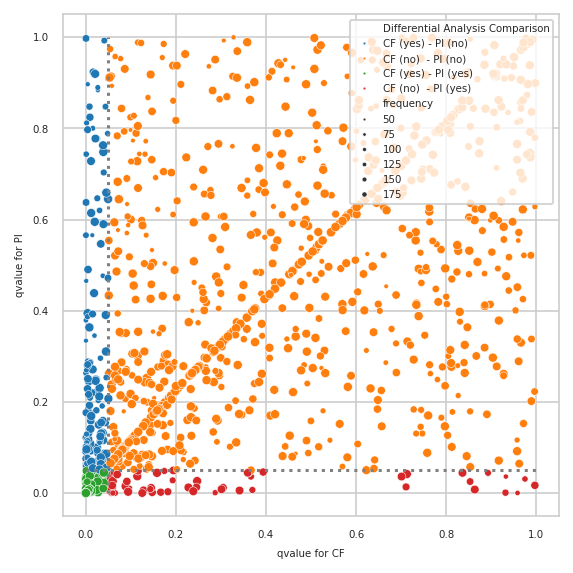 Differential Analysis Comparison
CF (yes) - PI (no)
CF (no)  - PI (no)
CF (yes) - PI (yes)
CF (no)  - PI (yes)
frequency
50
75
100
125
150
175
1.0
0.8
0.6
0.4
0.2
0.0
qvalue for PI
0.0
0.2
0.4
0.6
0.8
1.0
qvalue for CF